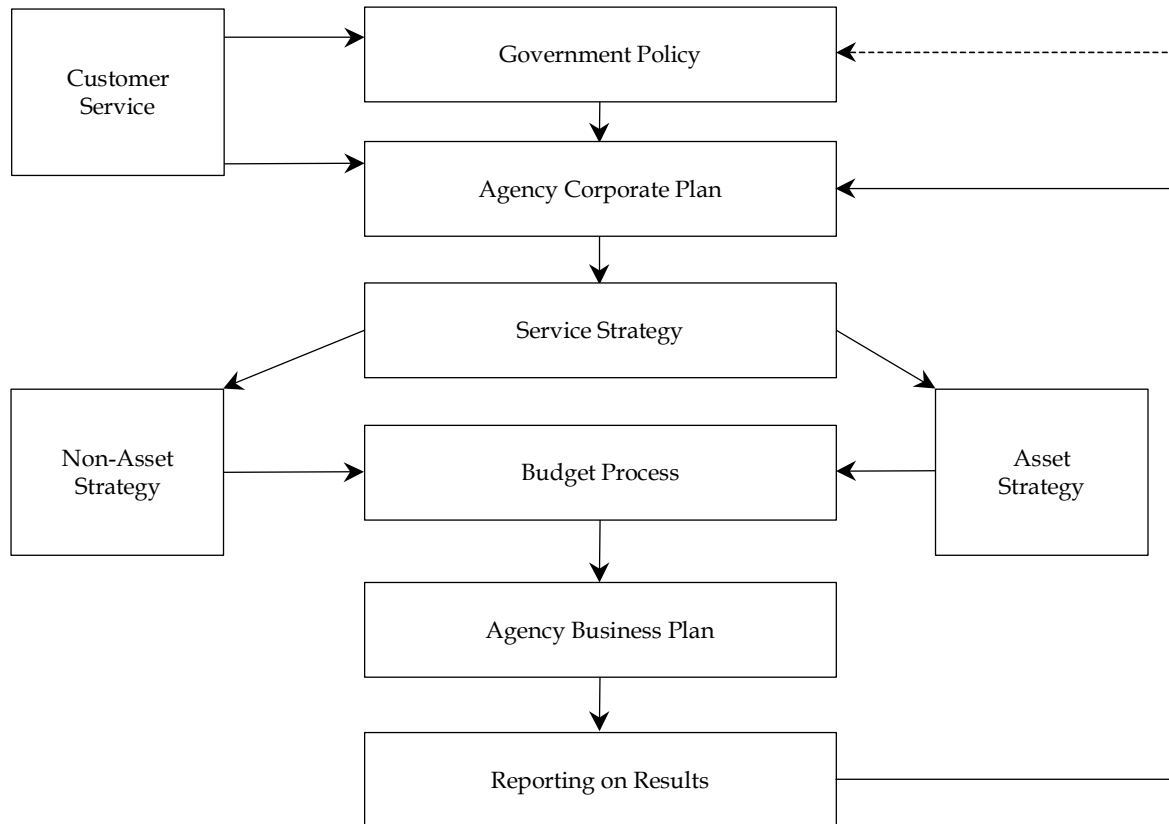 Government Policy
Customer
Service
Agency Corporate Plan
Service Strategy
Non-Asset
Strategy
Budget Process
Asset
Strategy
Agency Business Plan
Reporting on Results